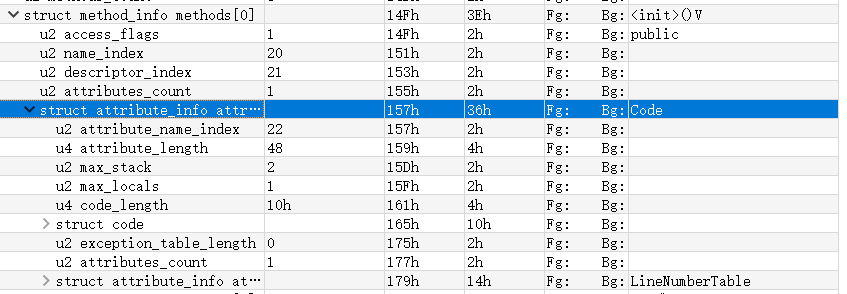 struct method_info methods[0] 14Fh 3Eh Fg: Bg: <init>()V
u2 access_flags 1 14Fh 2h Fg: Bg: public
u2 name_index 20 151h 2h Fg: Bg:
u2 descriptor_index 21 153h 2h Fg: Bg:
u2 attributes_count 1 155h 2h Fg: Bg:
struct attribute_info attr⋯ 157h 36h Fg: Bg: Code
u2 attribute_name_index 22 157h 2h Fg: Bg:
u4 attribute_length 48 159h 4h Fg: Bg:
u2 max_stack 2 15Dh 2h Fg: Bg:
u2 max_locals 1 15Fh 2h Fg: Bg:
u4 code_length 10h 161h 4h Fg: Bg:
struct code 165h 10h Fg: Bg:
u2 exception_table_length 0 175h 2h Fg: Bg:
u2 attributes_count 1 177h 2h Fg: Bg:
struct attribute_info at⋯ 179h 14h Fg: Bg: LineNumberTable